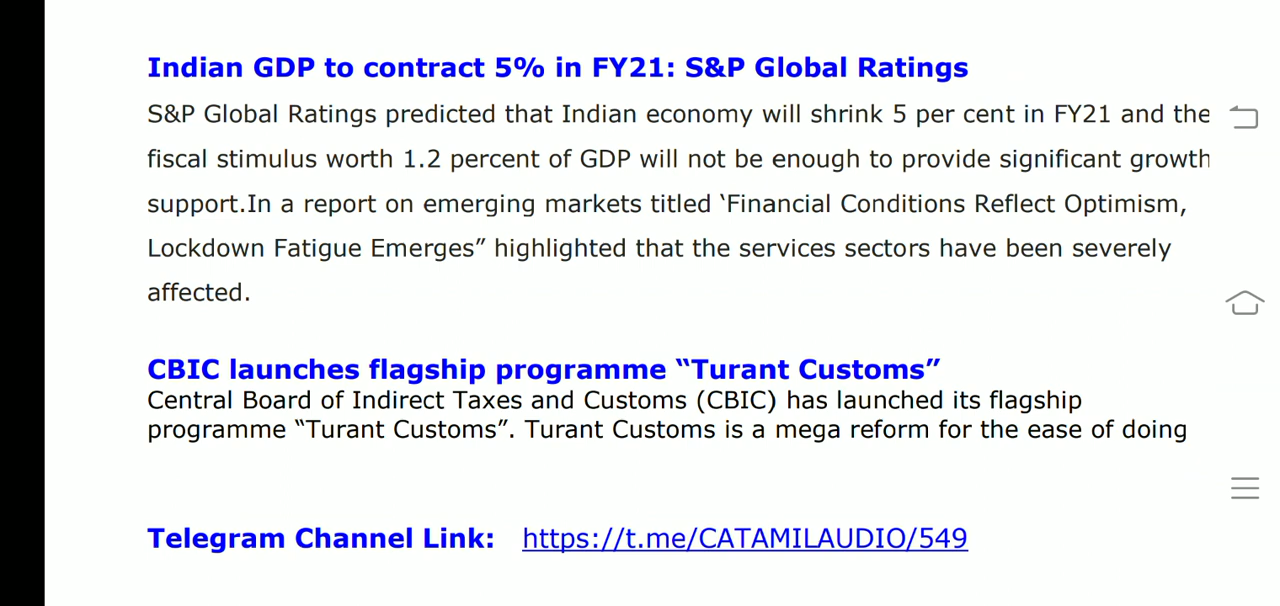 Indian GDP to contract 5% in FY21: S&P Global Ratings
S&P Global Ratings predicted that Indian economy will shrink 5 per cent in FY21 and the
fiscal stimulus worth 1.2 percent of GDP will not be enough to provide significant growth
support.In a report on emerging markets titled ‘Financial Conditions Reflect Optimism,
Lockdown Fatigue Emerges” highlighted that the services sectors have been severely
affected.
CBIC launches flagship programme “Turant Customs”
Central Board of Indirect Taxes and Customs (CBIC) has launched its flagship
programme “Turant Customs”. Turant Customs is a mega reform for the ease of doing
Telegram Channel Link: https://t.me/CATAMILAUDIO/549